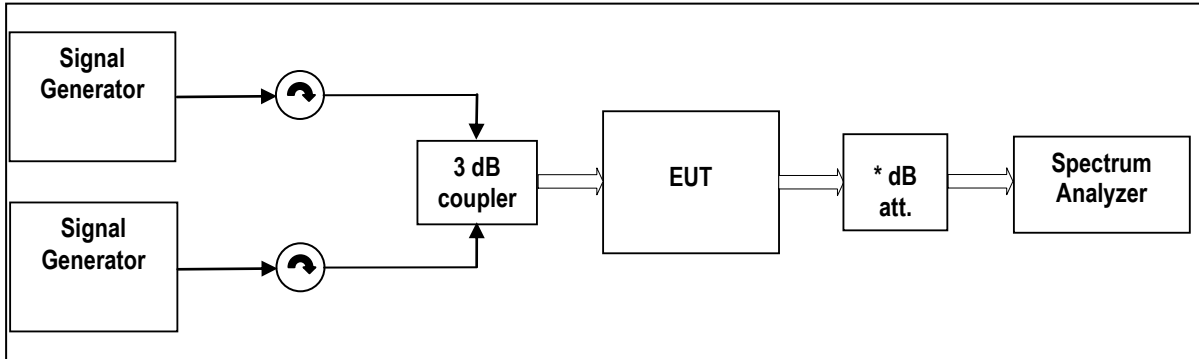 Signal
Generator
3 dB
coupler
EUT
* dB
att.
Spectrum
Analyzer
Signal
Generator